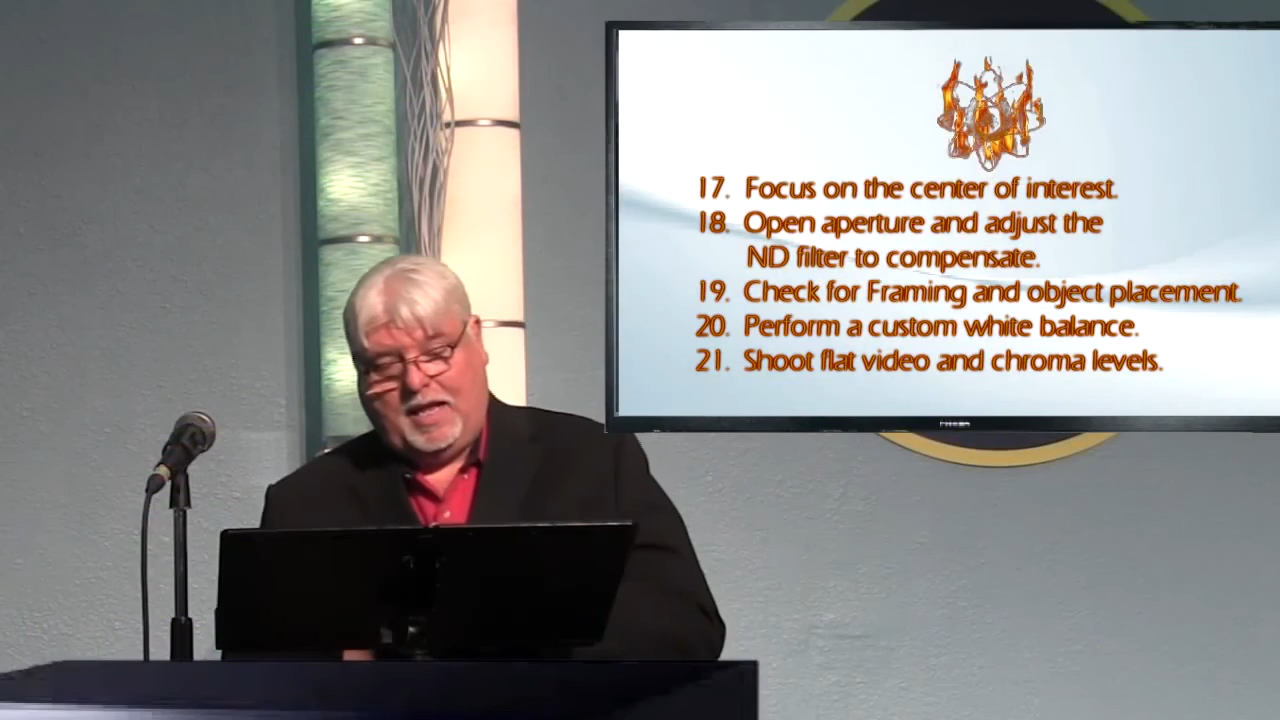 17. Focus on the center of interest.
18. Open aperture and adjust the
ND filter to compensate.
19. Check for Framing and object placement.
20. Perform a custom white balance.
21. Shoot flat video and chroma levels.